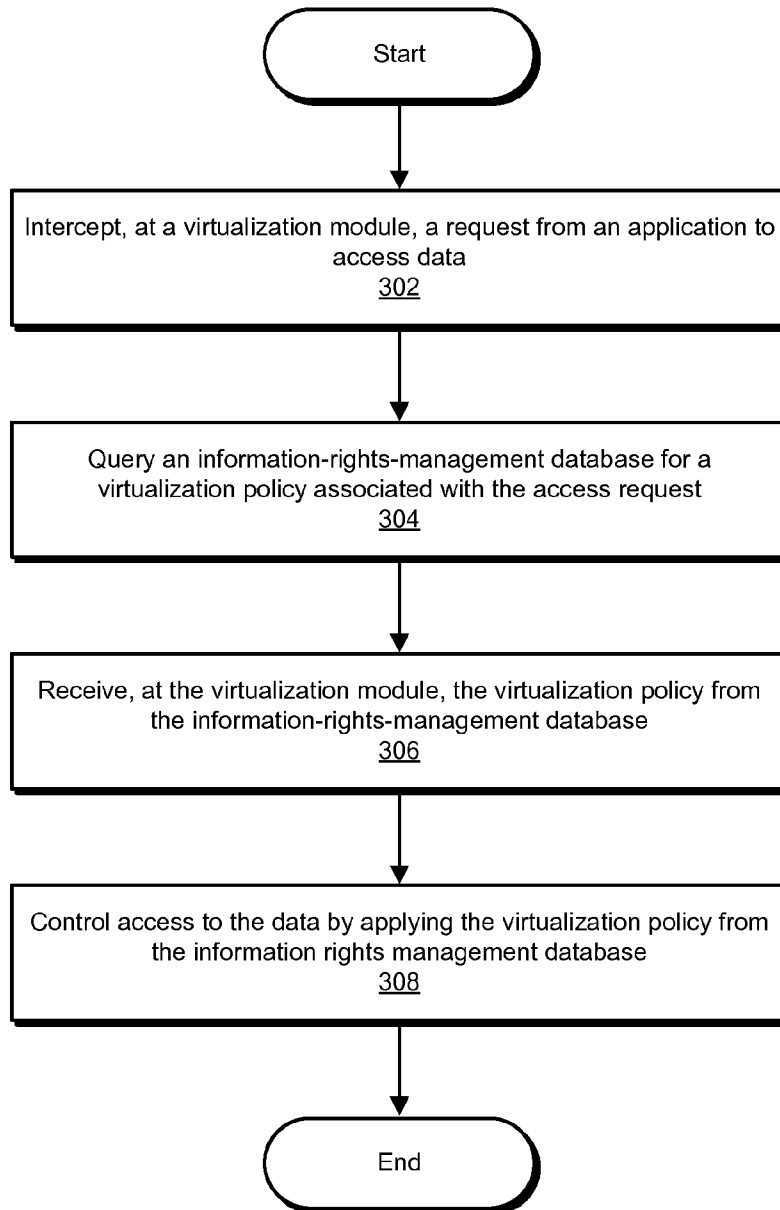 Start
Intercept, at a virtualization module, a request from an application to
access data
302
Query an information-rights-management database for a
virtualization policy associated with the access request
304
Receive, at the virtualization module, the virtualization policy from
the information-rights-management database
306
Control access to the data by applying the virtualization policy from
the information rights management database
308
End